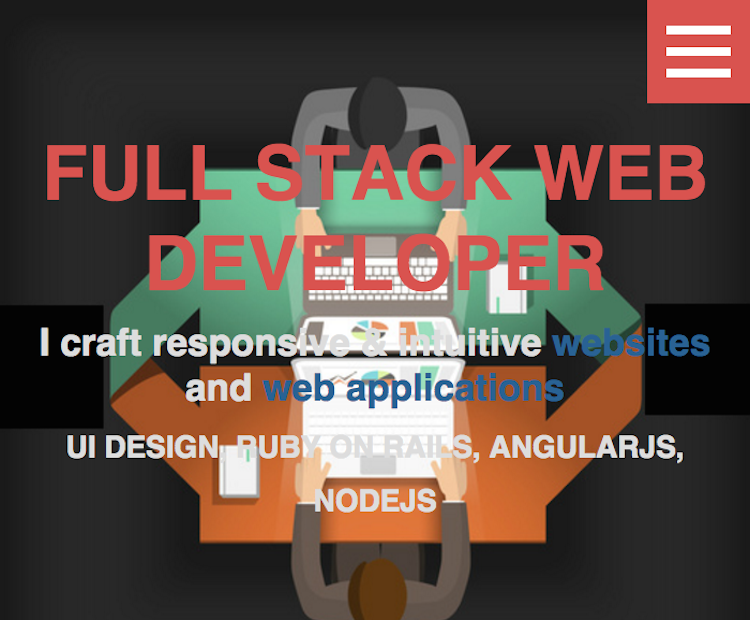 FULL STACK WEB
DEVELOPER
I craft responsive & intuitive websites
and web applications
UI DESIGN, RUBY ON RAILS, ANGULARJS,
NODEJS